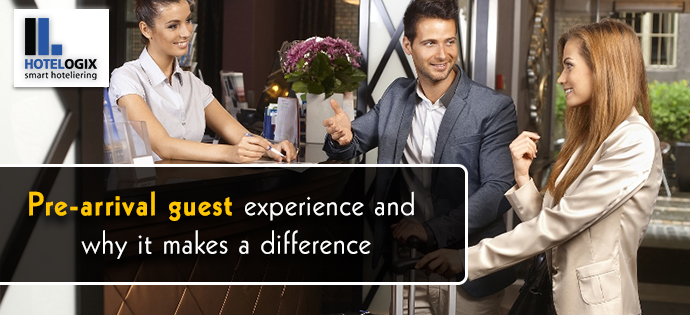 HOTELOGIX
smart hoteliering
Pre-arrival guest experience and
why it makes a difference